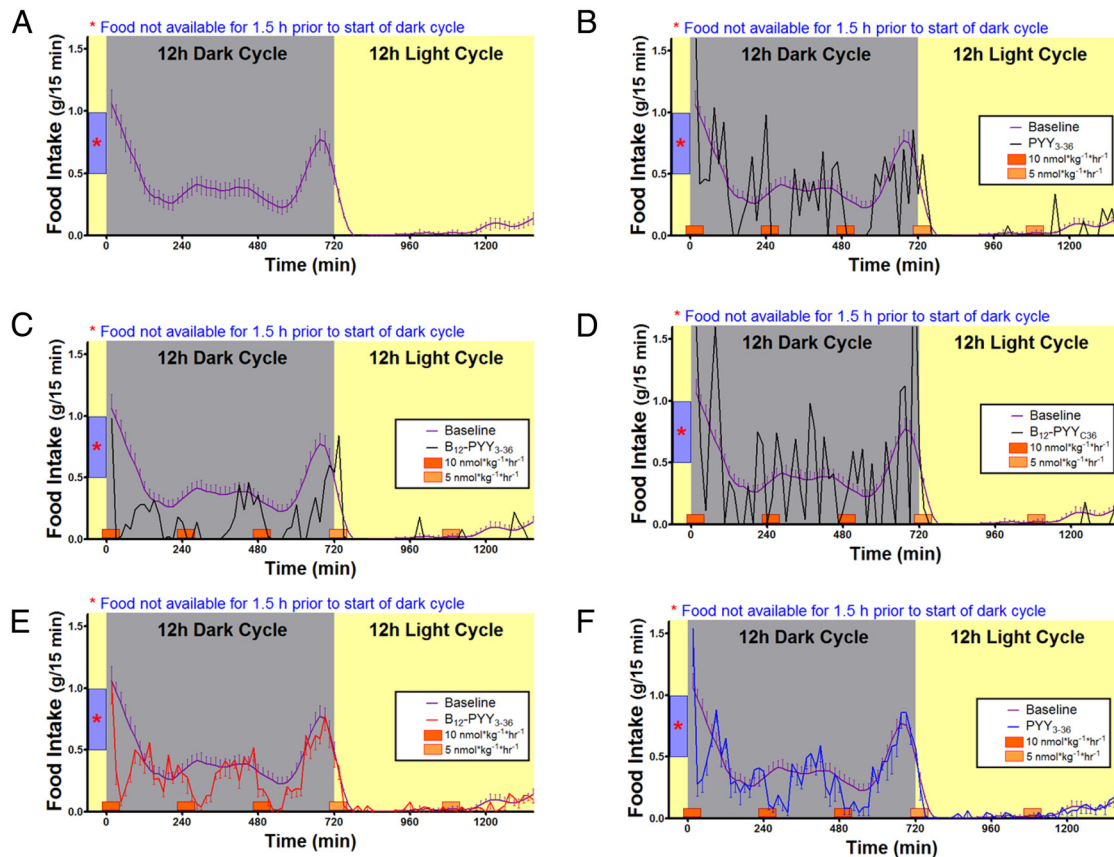 A
* Food not available for 1.5 h prior to start of dark cycle
12h Dark Cycle
12h Light Cycle
Food Intake (g/15 min)
1.5
1.0
0.5
0.0
*
0
240
480
720
960
1200
Time (min)
B
* Food not available for 1.5 h prior to start of dark cycle
12h Dark Cycle
12h Light Cycle
Food Intake (g/15 min)
1.5
1.0
0.5
0.0
*
Baseline
PYY₃₋₃₆
10 nmol*kg⁻¹*hr⁻¹
5 nmol*kg⁻¹*hr⁻¹
0
240
480
720
960
1200
Time (min)
C
* Food not available for 1.5 h prior to start of dark cycle
12h Dark Cycle
12h Light Cycle
Food Intake (g/15 min)
1.5
1.0
0.5
0.0
*
Baseline
B₁₂-PYY₃₋₃₆
10 nmol*kg⁻¹*hr⁻¹
5 nmol*kg⁻¹*hr⁻¹
0
240
480
720
960
1200
Time (min)
D
* Food not available for 1.5 h prior to start of dark cycle
12h Dark Cycle
12h Light Cycle
Food Intake (g/15 min)
1.5
1.0
0.5
0.0
*
Baseline
B₁₂-PYY_C36
10 nmol*kg⁻¹*hr⁻¹
5 nmol*kg⁻¹*hr⁻¹
0
240
480
720
960
1200
Time (min)
E
* Food not available for 1.5 h prior to start of dark cycle
12h Dark Cycle
12h Light Cycle
Food Intake (g/15 min)
1.5
1.0
0.5
0.0
*
Baseline
B₁₂-PYY₃₋₃₆
10 nmol*kg⁻¹*hr⁻¹
5 nmol*kg⁻¹*hr⁻¹
0
240
480
720
960
1200
Time (min)
F
* Food not available for 1.5 h prior to start of dark cycle
12h Dark Cycle
12h Light Cycle
Food Intake (g/15 min)
1.5
1.0
0.5
0.0
*
Baseline
PYY₃₋₃₆
10 nmol*kg⁻¹*hr⁻¹
5 nmol*kg⁻¹*hr⁻¹
0
240
480
720
960
1200
Time (min)